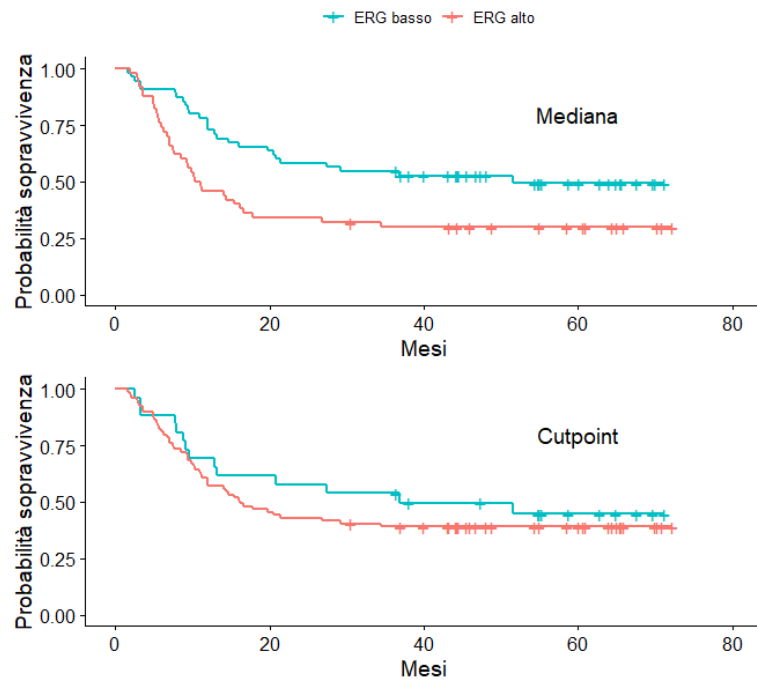 ERG basso ERG alto
Probabilità sopravvivenza
1.00
0.75
0.50
0.25
0.00
Mediana
0 20 40 60 80
Mesi
Probabilità sopravvivenza
1.00
0.75
0.50
0.25
0.00
Cutpoint
0 20 40 60 80
Mesi